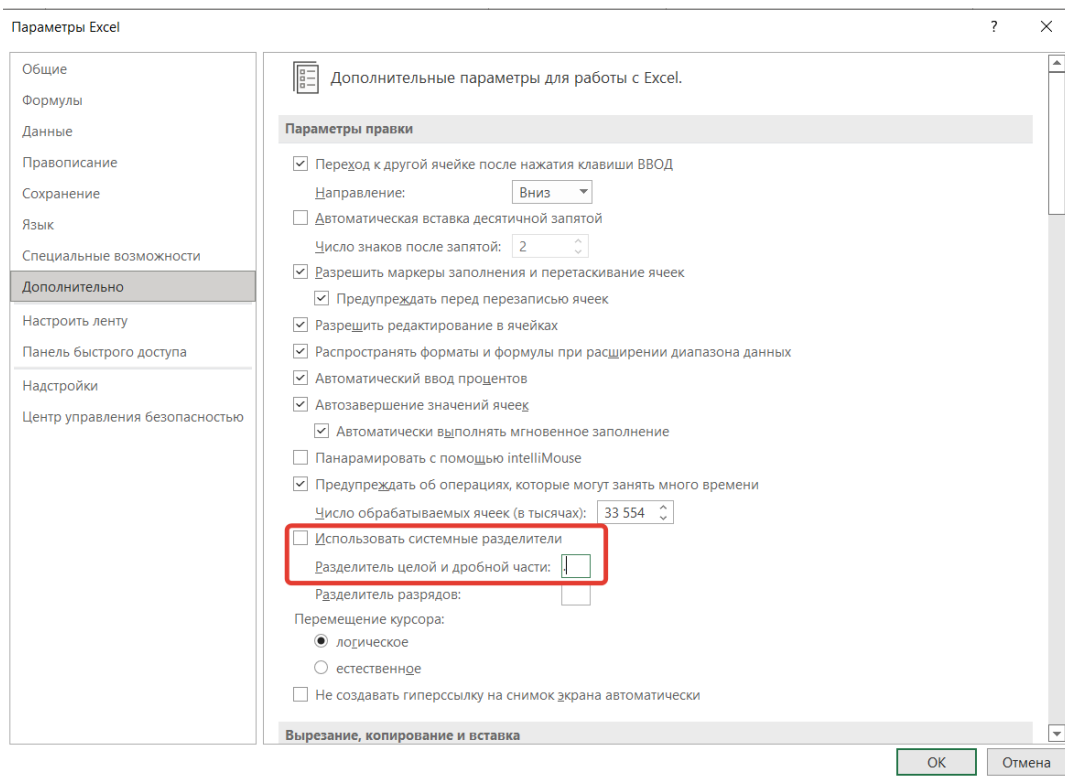 Параметры Excel
?
Общие
Формулы
Данные
Правописание
Сохранение
Язык
Специальные возможности
Дополнительно
Настроить ленту
Панель быстрого доступа
Надстройки
Центр управления безопасностью
Дополнительные параметры для работы с Excel.
Параметры правки
Переход к другой ячейке после нажатия клавиши ВВОД
Направление: Вниз
Автоматическая вставка десятичной запятой
Число знаков после запятой: 2
Разрешить маркеры заполнения и перетаскивание ячеек
Предупреждать перед перезаписью ячеек
Разрешить редактирование в ячейках
Распространять форматы и формулы при расширении диапазона данных
Автоматический ввод процентов
Автозавершение значений ячеек
Автоматически выполнять мгновенное заполнение
Панарамировать с помощью intelliMouse
Предупреждать об операциях, которые могут занять много времени
Число обрабатываемых ячеек (в тысячах): 33 554
Использовать системные разделители
Разделитель целой и дробной части: .
Разделитель разрядов:
Перемещение курсора:
логическое
естественное
Не создавать гиперссылку на снимок экрана автоматически
Вырезание, копирование и вставка
ОК
Отмена